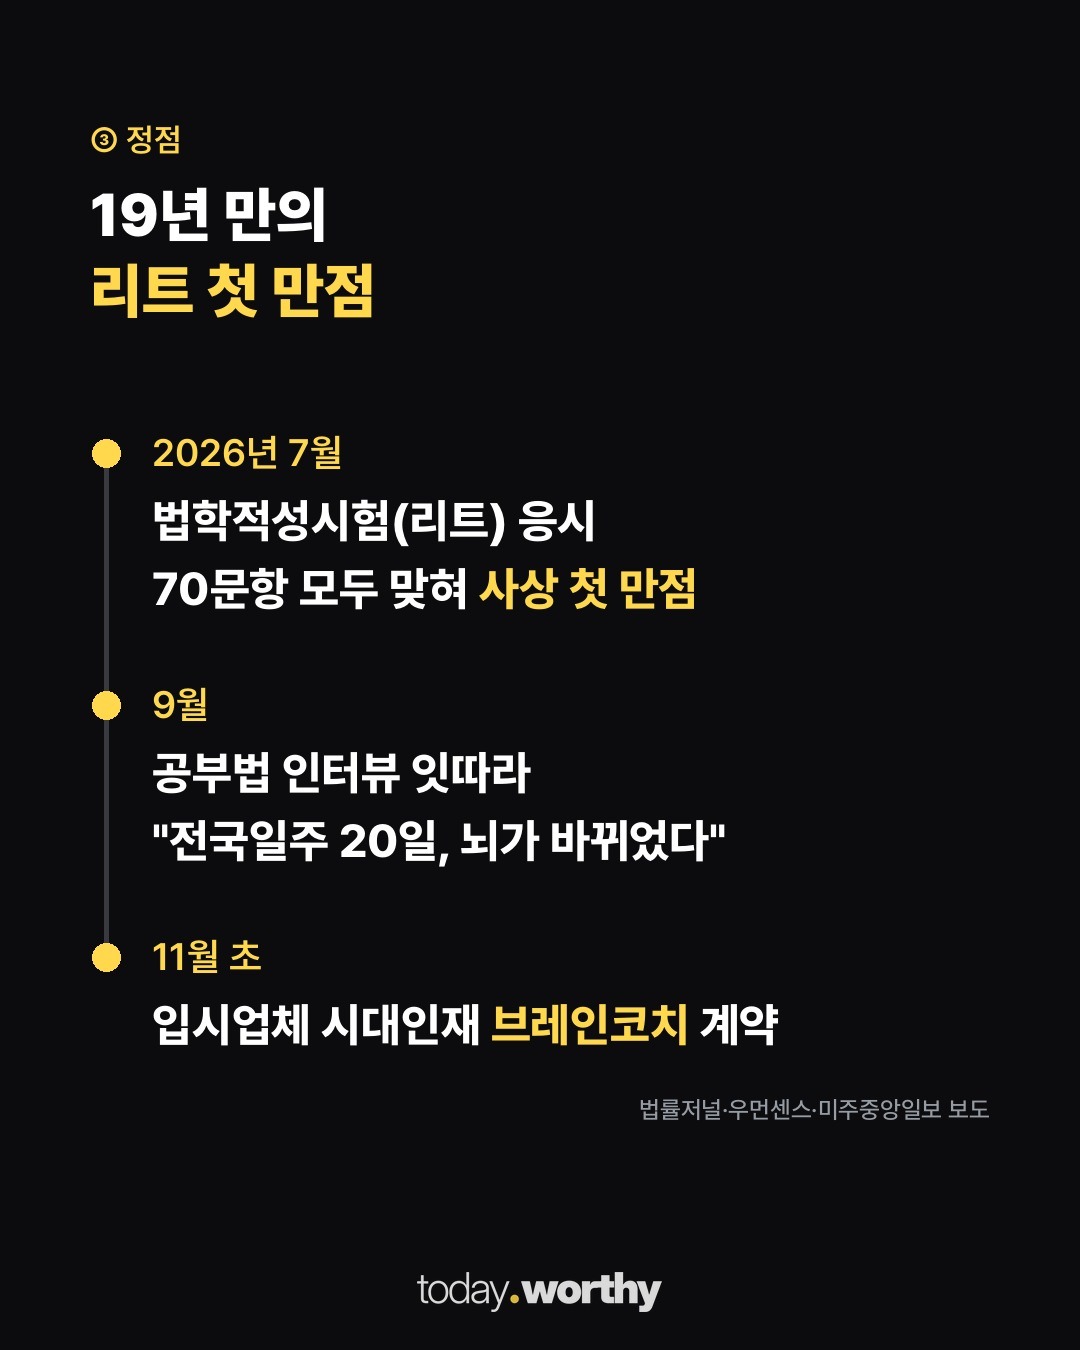 ③ 정점
19년 만의
리트 첫 만점
2026년 7월
법학적성시험(리트) 응시
70문항 모두 맞혀 사상 첫 만점
9월
공부법 인터뷰 잇따라
"전국일주 20일, 뇌가 바뀌었다"
11월 초
입시업체 시대인재 브레인코치 계약
법률저널·우먼센스·미주중앙일보 보도
today.worthy